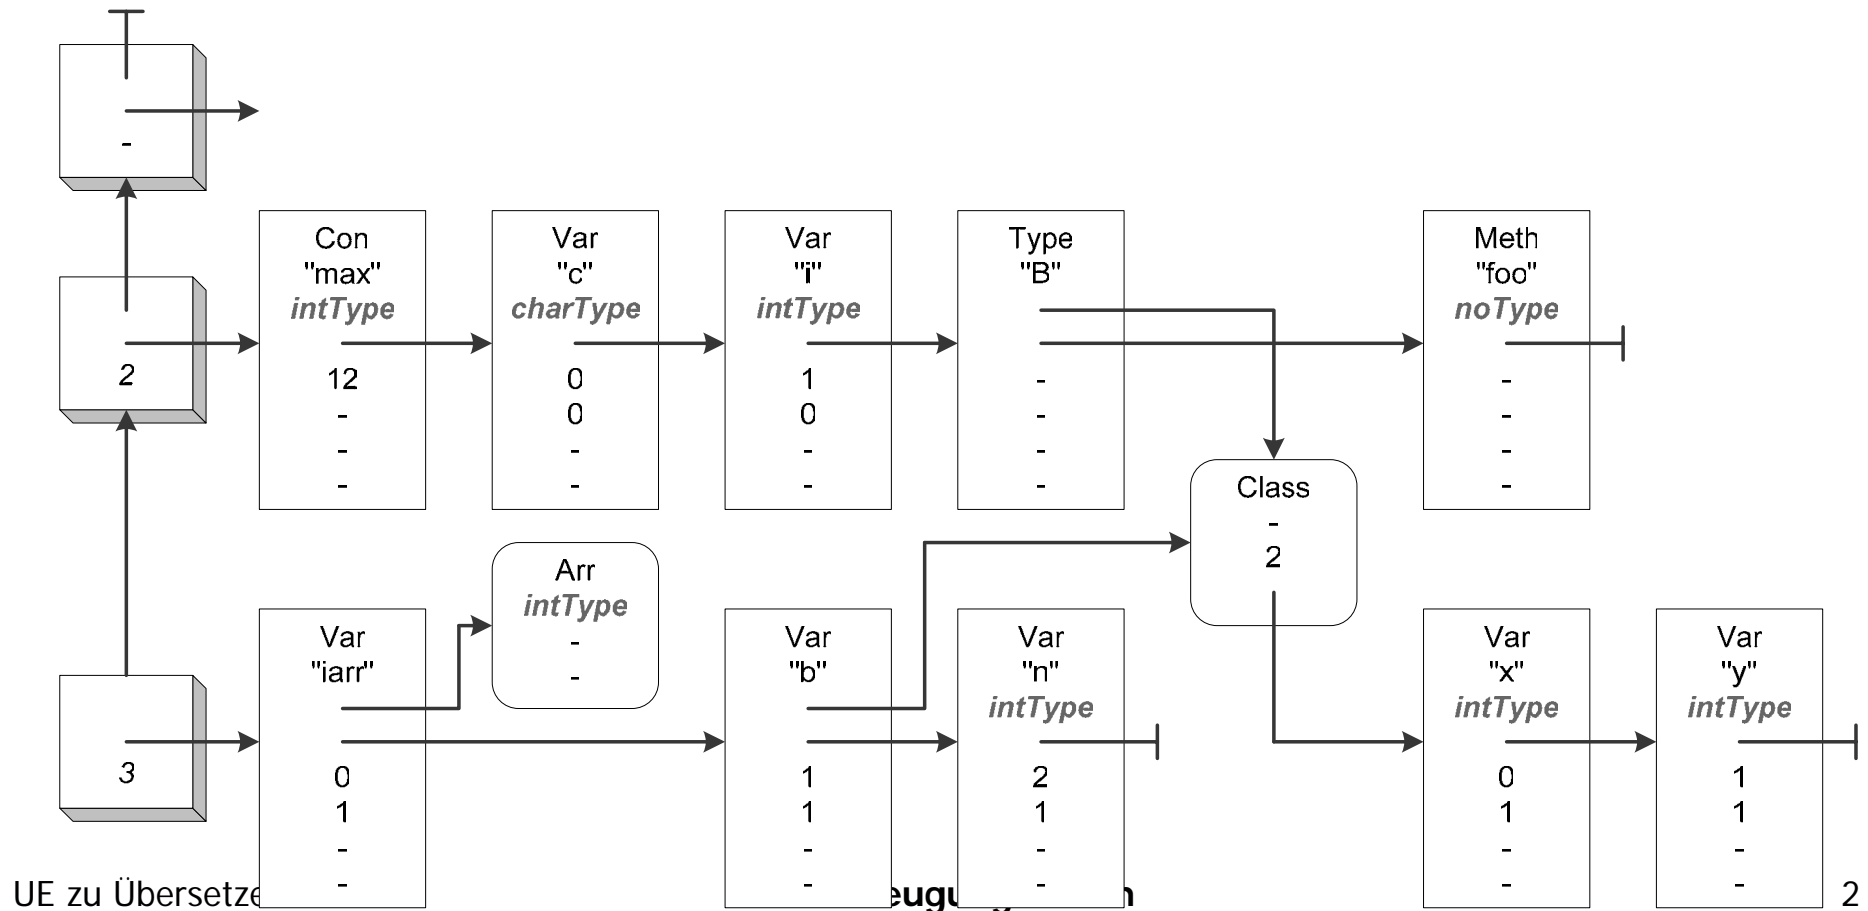 -
2
Con
"max"
intType
12
-
-
-
Var
"c"
charType
0
0
-
-
Var
"i"
intType
1
0
-
-
Type
"B"
-
-
-
-
Meth
"foo"
noType
-
-
-
-
Class
-
2
3
Var
"iarr"
0
1
-
-
Arr
intType
-
-
Var
"b"
1
1
-
-
Var
"n"
intType
2
1
-
-
Var
"x"
intType
0
1
-
-
Var
"y"
intType
1
1
-
-
UE zu
2